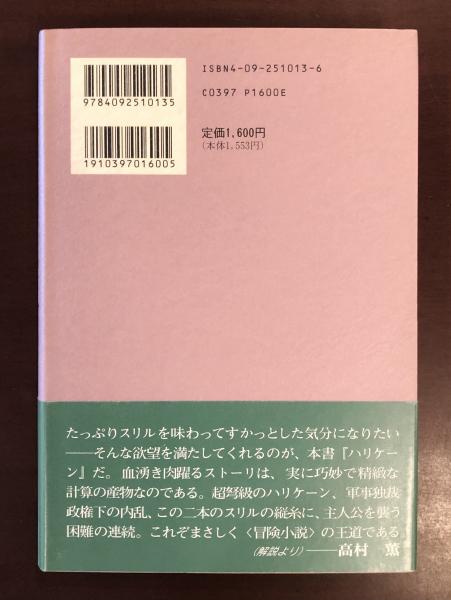 ISBN4-09-251013-6
C0397 P1600E
9784092510135
定価1,600円
(本体1,553円)
1910397016005
たっぷりスリルを味わってすかっとした気分になりたい
――そんな欲望を満たしてくれるのが、本書『ハリケー
ン』だ。血湧き肉躍るストーリは、実に巧妙で精緻な
計算の産物なのである。超弩級のハリケーン、軍事独裁
政権下の内乱、この二本のスリルの縦糸に、主人公を襲う
困難の連続。これぞまさしく〈冒険小説〉の王道である
(解説より)――高村 薫